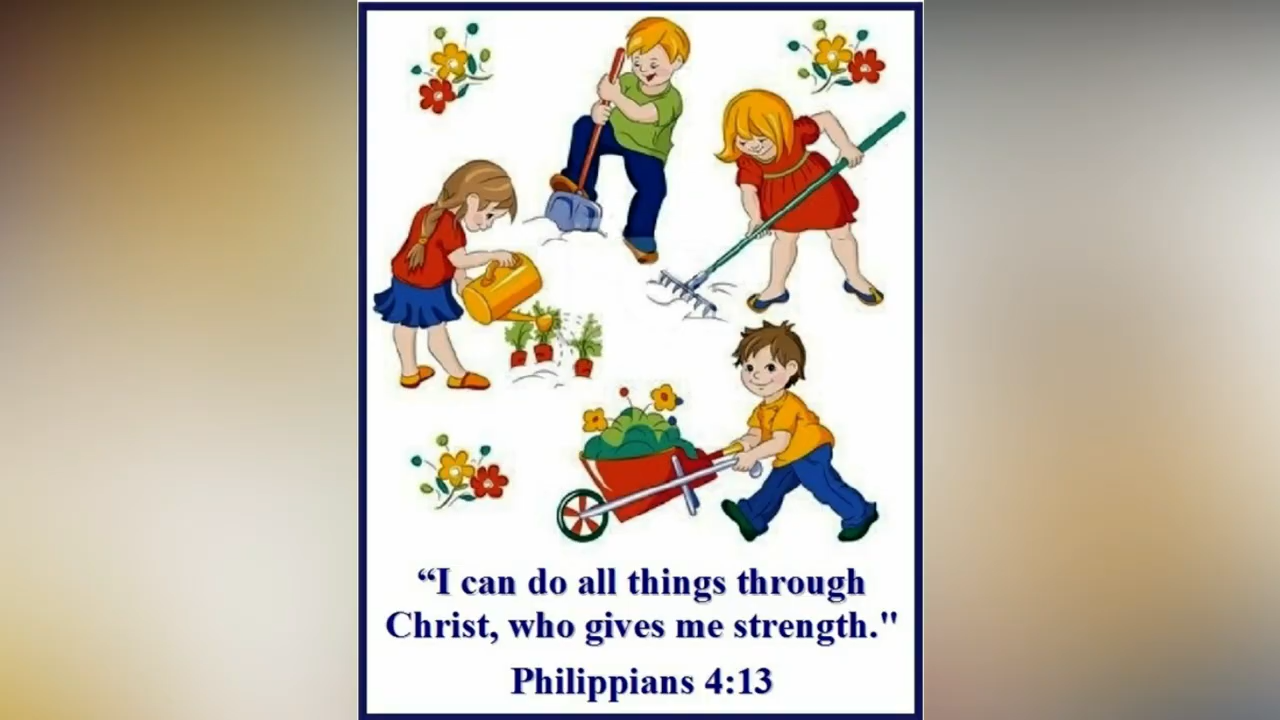 “I can do all things through
Christ, who gives me strength."
Philippians 4:13